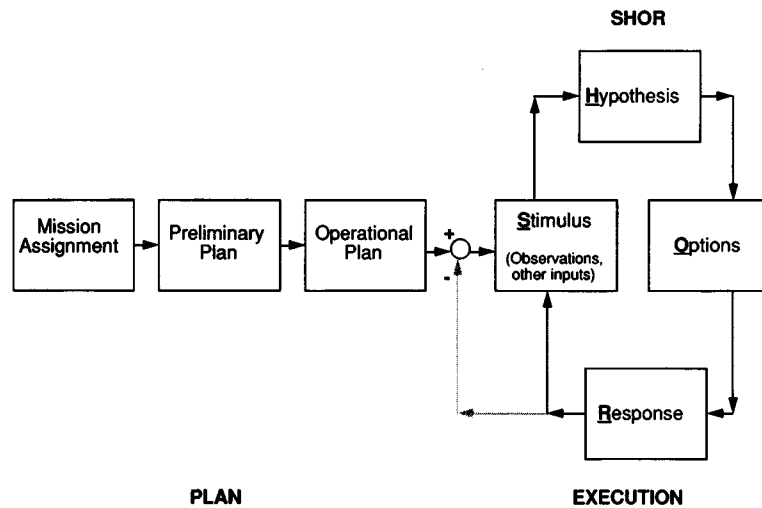 SHOR
Hypothesis
Mission
Assignment
Preliminary
Plan
Operational
Plan
+
-
Stimulus
(Observations,
other inputs)
Options
Response
PLAN
EXECUTION